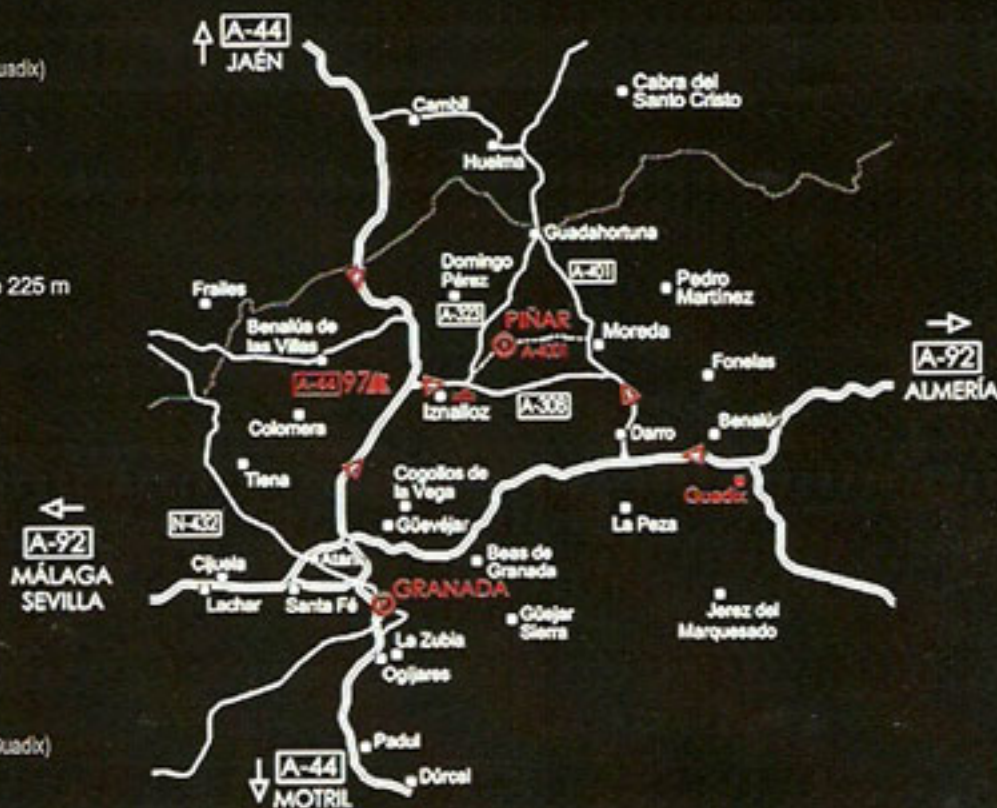 A-44
JAÉN
uadix)
Cambil
Cabra del
Santo Cristo
Huelma
Guadahortuna
225 m
Frailes
Domingo
Pérez
A-401
Pedro
Martínez
A-323
PIÑAR
A-4001
Moreda
Benalúa de
las Villas
Fonelas
A-92
ALMERÍA
A-44 97
Iznalloz
A-308
Colomera
Darro
Benalúa
Tiena
Cogollos de
la Vega
Guadix
Güevéjar
La Peza
N-432
A-92
MÁLAGA
SEVILLA
Atarfe
Beas de
Granada
Cijuela
Lachar
Santa Fé
GRANADA
Güejar
Sierra
Jerez del
Marquesado
La Zubia
Ogíjares
uadix)
Padul
A-44
MOTRIL
Dúrcal